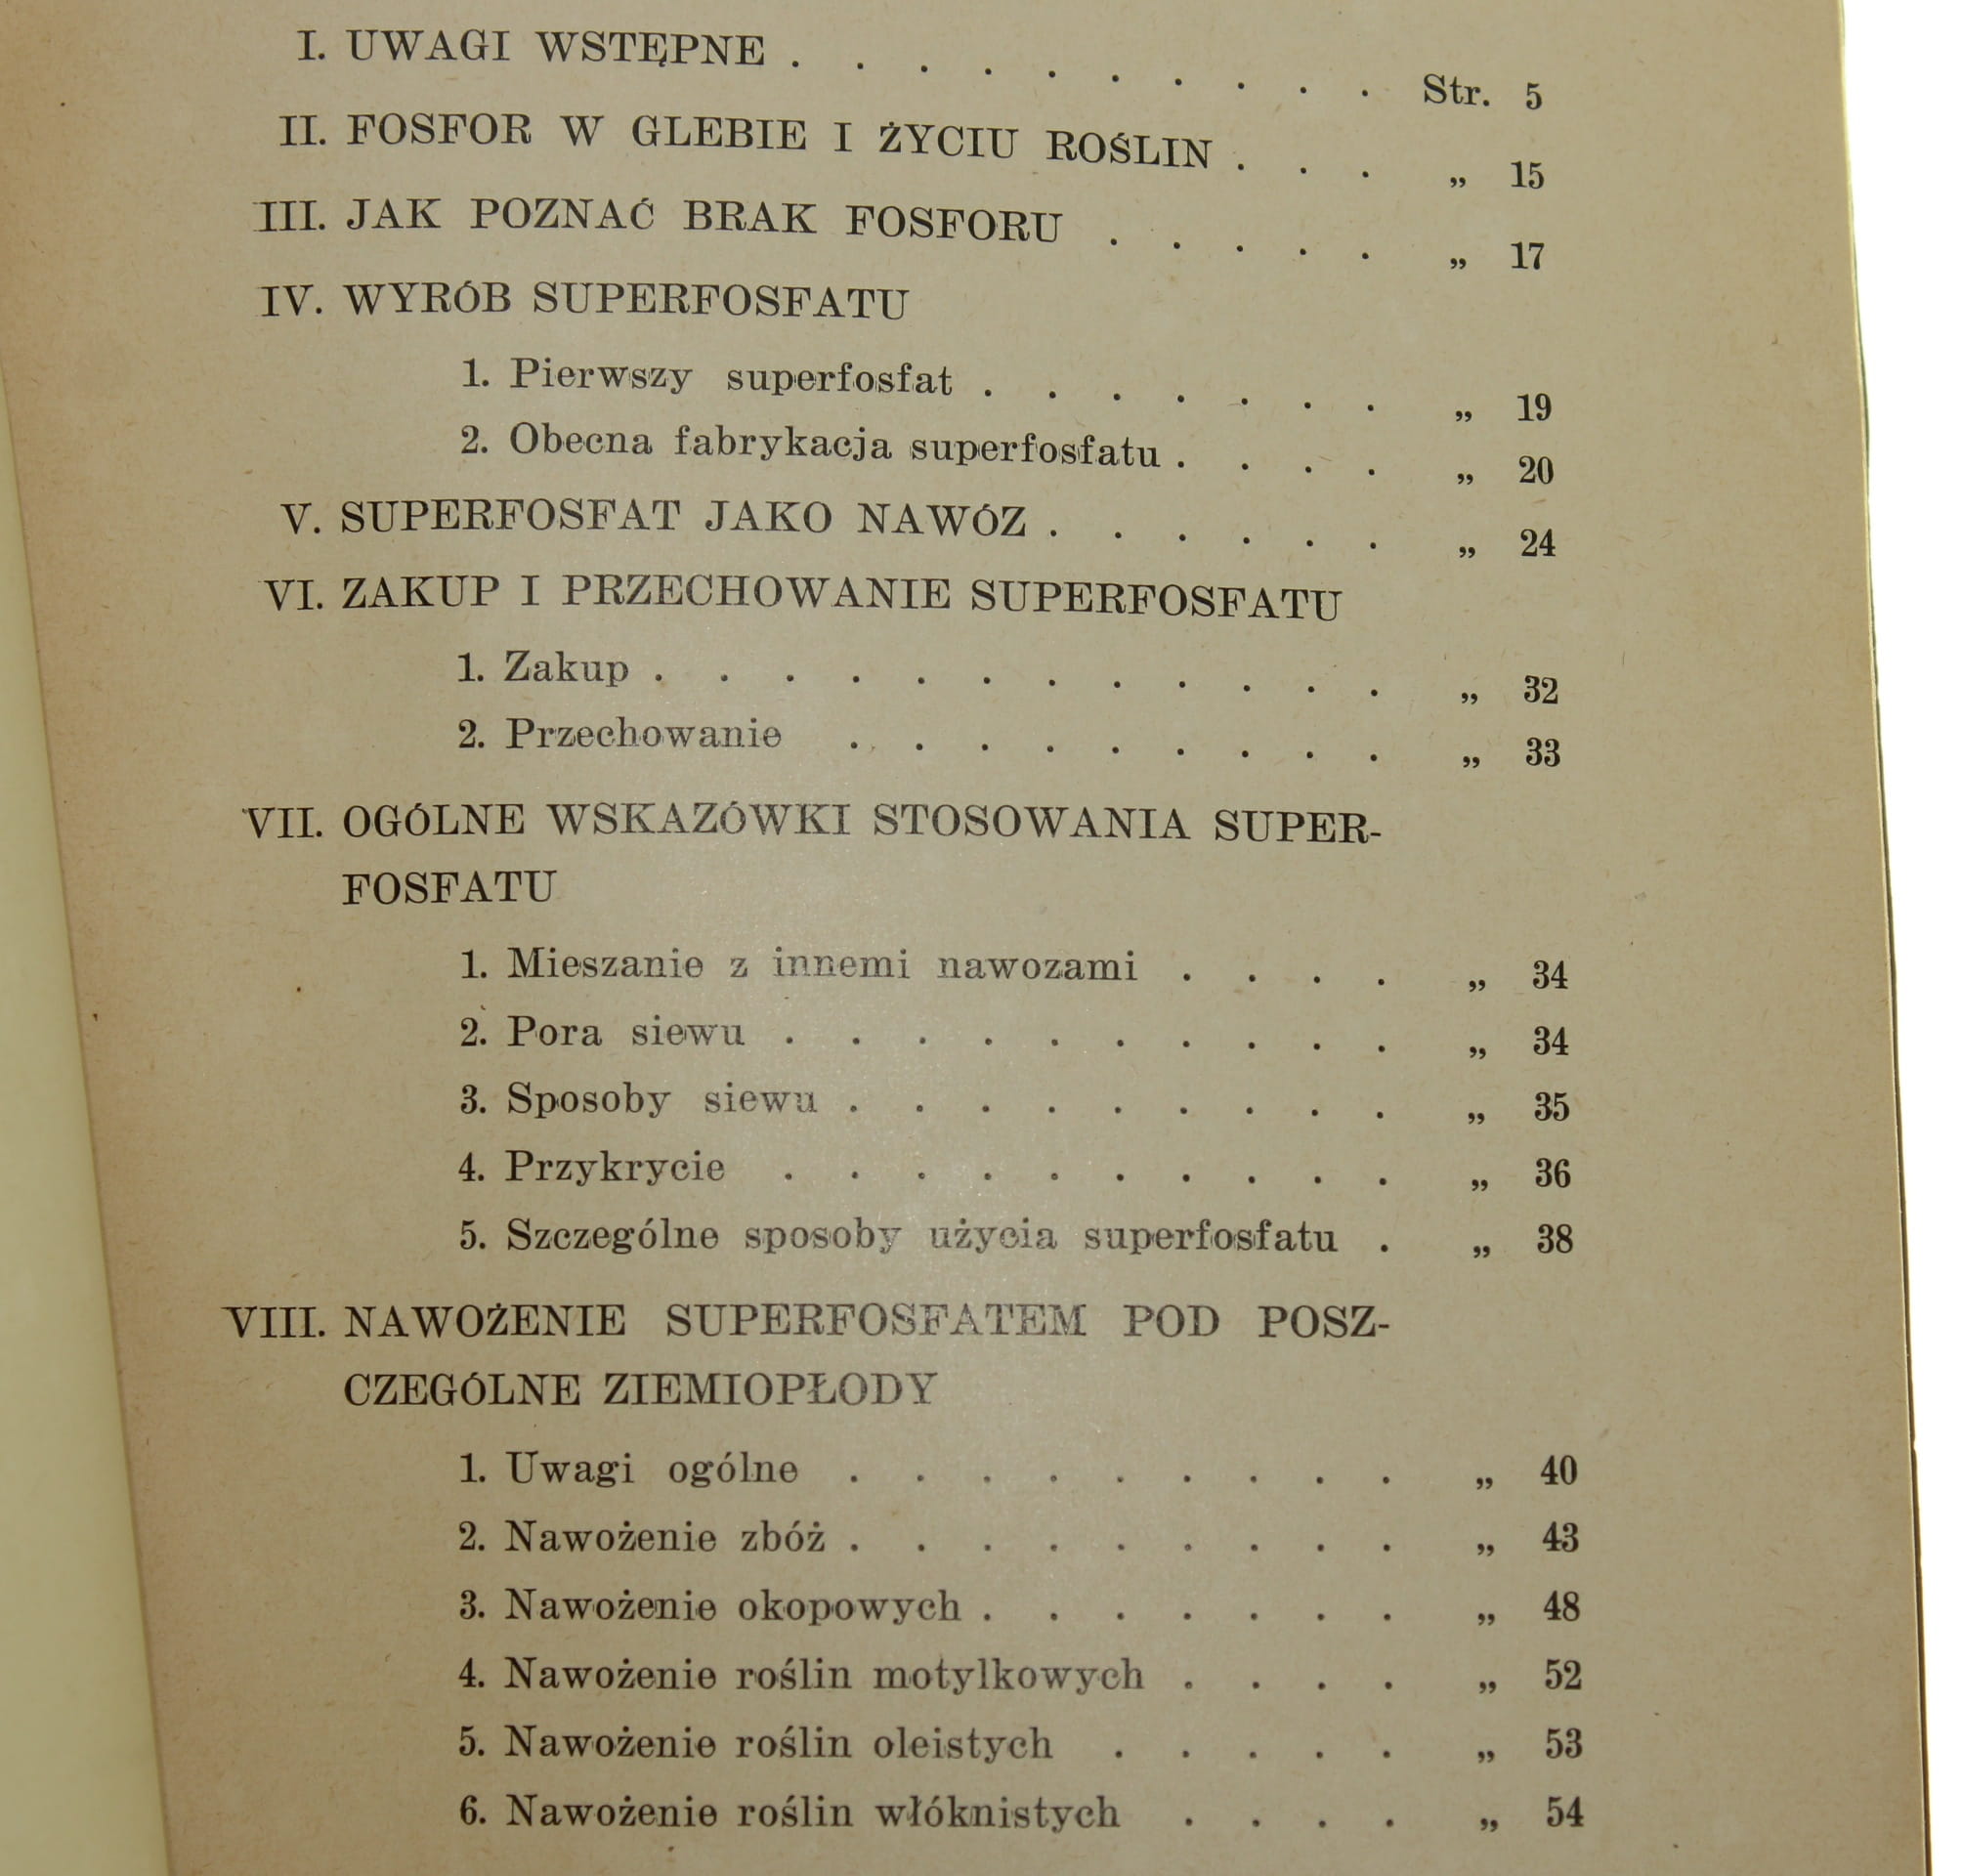 I. UWAGI WSTĘPNE . . . . . . . . . . Str. 5
II. FOSFOR W GLEBIE I ŻYCIU ROŚLIN . . . „ 15
III. JAK POZNAĆ BRAK FOSFORU . . . . . „ 17
IV. WYRÓB SUPERFOSFATU
1. Pierwszy superfosfat . . . . . . . „ 19
2. Obecna fabrykacja superfosfatu . . . . „ 20
V. SUPERFOSFAT JAKO NAWÓZ . . . . . . „ 24
VI. ZAKUP I PRZECHOWANIE SUPERFOSFATU
1. Zakup . . . . . . . . . . . . „ 32
2. Przechowanie . . . . . . . . . „ 33
VII. OGÓLNE WSKAZÓWKI STOSOWANIA SUPER-
FOSFATU
1. Mieszanie z innemi nawozami . . . . „ 34
2. Pora siewu . . . . . . . . . . „ 34
3. Sposoby siewu . . . . . . . . . „ 35
4. Przykrycie . . . . . . . . . . „ 36
5. Szczególne sposoby użycia superfosfatu . „ 38
VIII. NAWOŻENIE SUPERFOSFATEM POD POSZ-
CZEGÓLNE ZIEMIOPŁODY
1. Uwagi ogólne . . . . . . . . . „ 40
2. Nawożenie zbóż . . . . . . . . . „ 43
3. Nawożenie okopowych . . . . . . . „ 48
4. Nawożenie roślin motylkowych . . . . „ 52
5. Nawożenie roślin oleistych . . . . . „ 53
6. Nawożenie roślin włóknistych . . . . „ 54